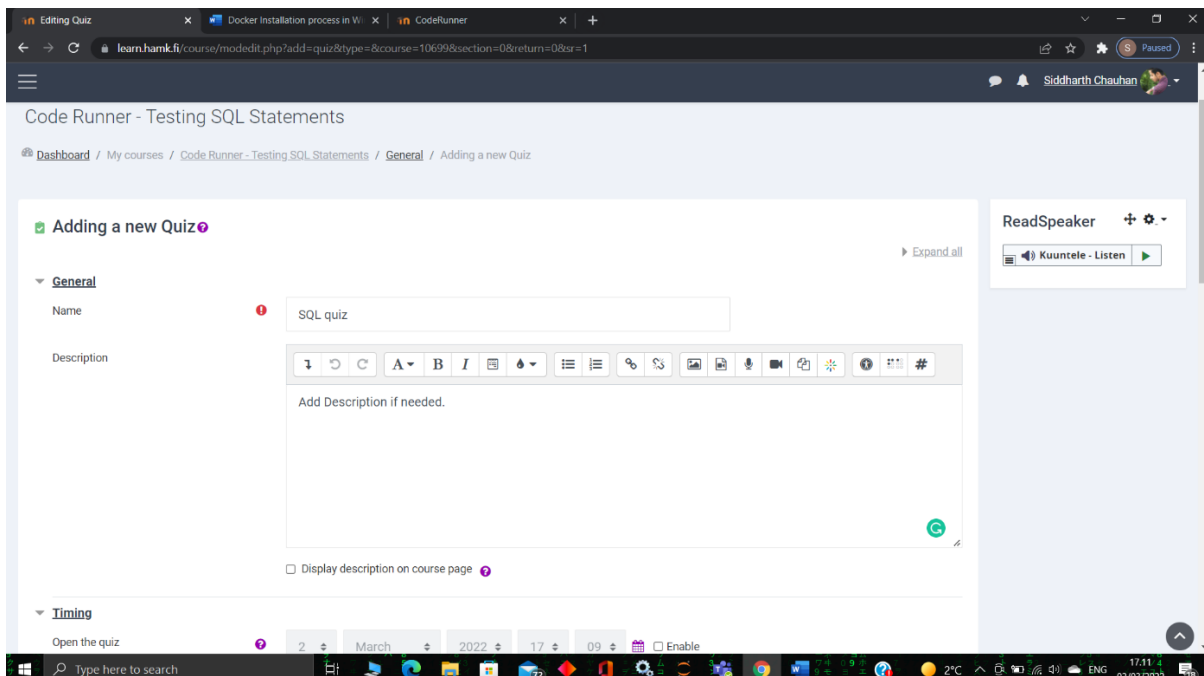 Editing Quiz
Docker Installation process in Wi
CodeRunner
learn.hamk.fi/course/modedit.php?add=quiz&type=&course=10699&section=0&return=0&sr=1
S Paused
Siddharth Chauhan
Code Runner - Testing SQL Statements
Dashboard / My courses / Code Runner - Testing SQL Statements / General / Adding a new Quiz
Adding a new Quiz
ReadSpeaker
Expand all
Kuuntele - Listen
General
Name
SQL quiz
Description
A B I #
Add Description if needed.
Display description on course page
Timing
Open the quiz
2 March 2022 17 09 Enable
Type here to search
72
2°C
ENG
17.11